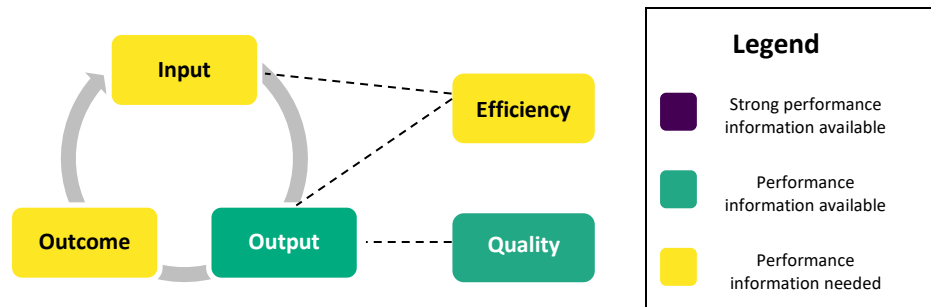 Input
Efficiency
Outcome
Output
Quality
Legend
Strong performance
information available
Performance
information available
Performance
information needed